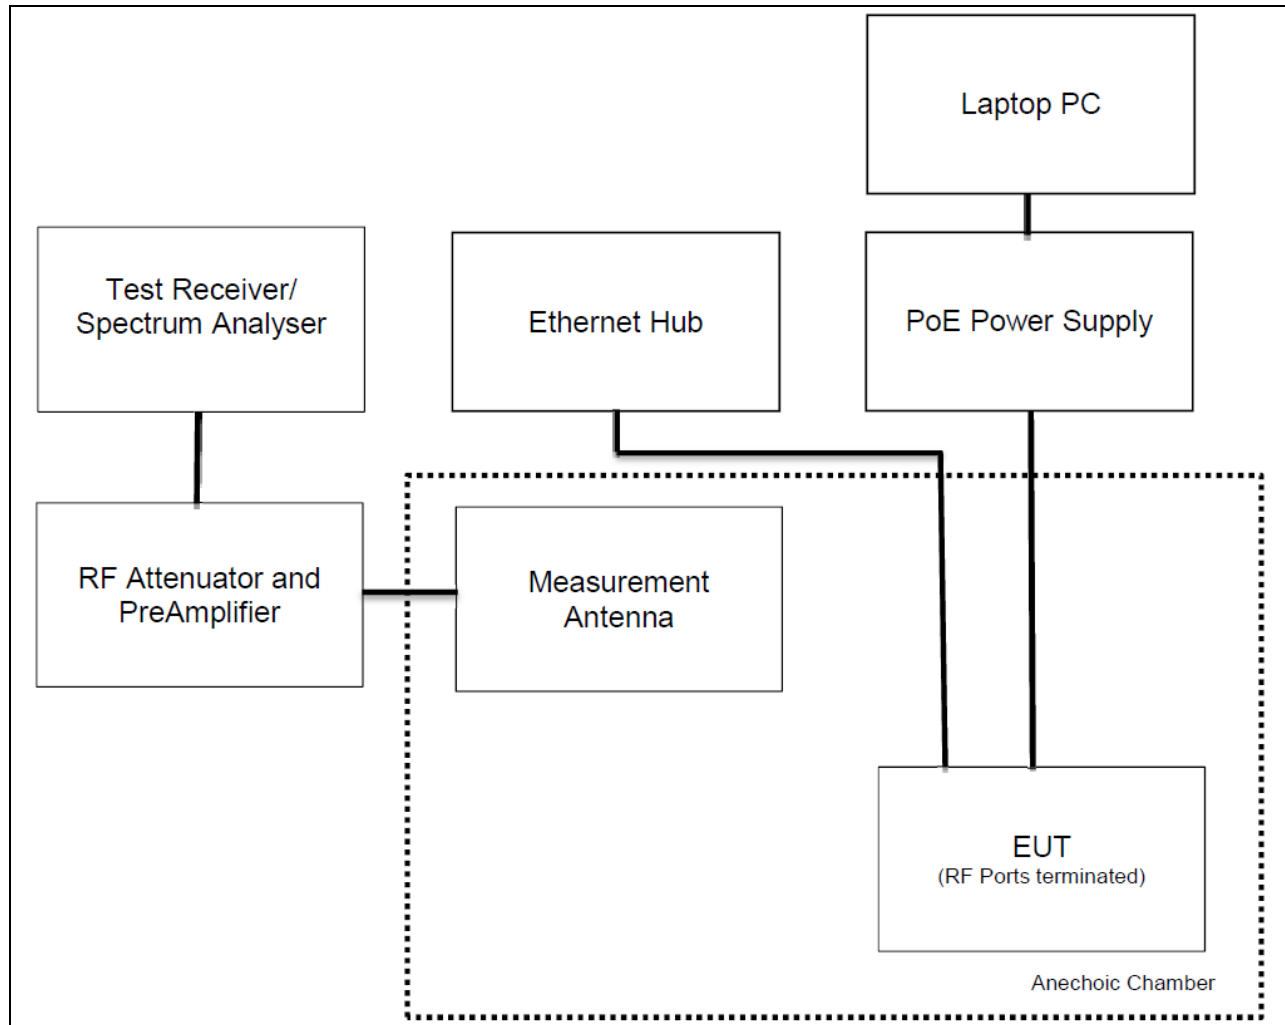 Laptop PC
Test Receiver/
Spectrum Analyser
Ethernet Hub
PoE Power Supply
RF Attenuator and
PreAmplifier
Measurement
Antenna
EUT
(RF Ports terminated)
Anechoic Chamber